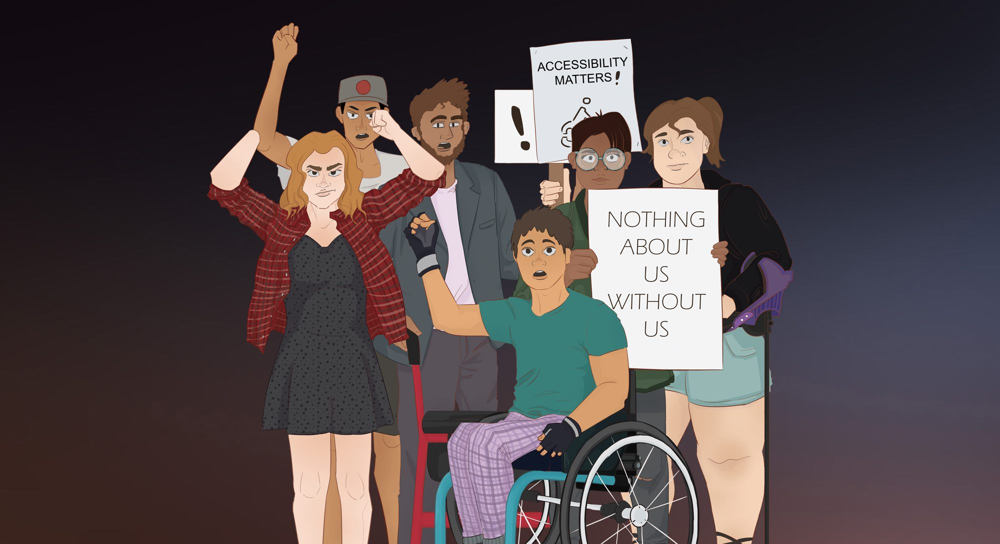 ACCESSIBILITY
MATTERS!
!
NOTHING
ABOUT
US
WITHOUT
US